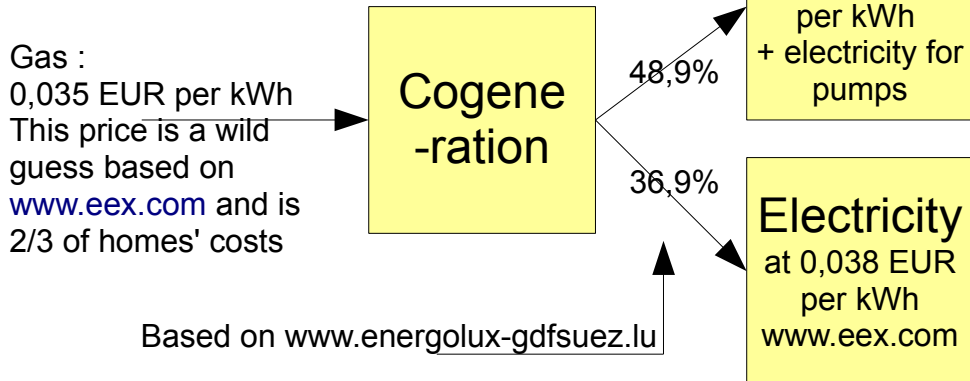 Gas :
0,035 EUR per kWh
This price is a wild
guess based on
www.eex.com and is
2/3 of homes' costs
Cogene
-ration
48,9%
36,9%
per kWh
+ electricity for
pumps
Electricity
at 0,038 EUR
per kWh
www.eex.com
Based on www.energolux-gdfsuez.lu